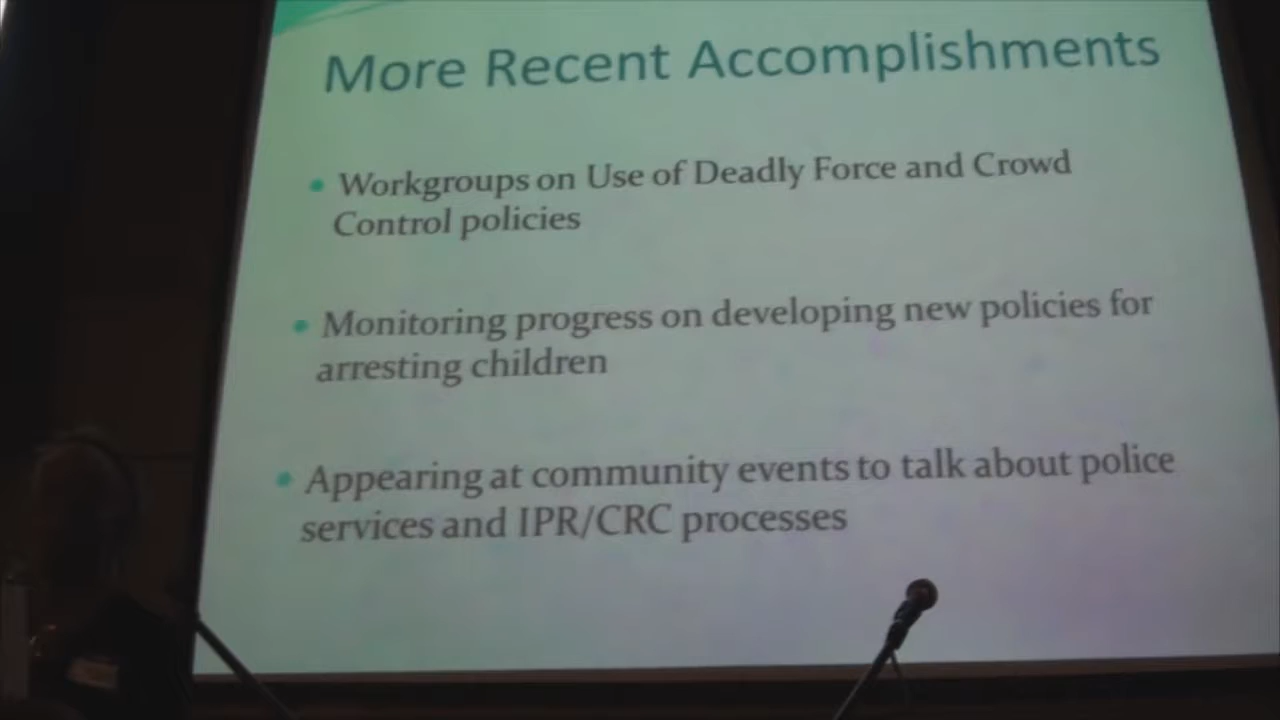 More Recent Accomplishments
• Workgroups on Use of Deadly Force and Crowd
Control policies
• Monitoring progress on developing new policies for
arresting children
• Appearing at community events to talk about police
services and IPR/CRC processes